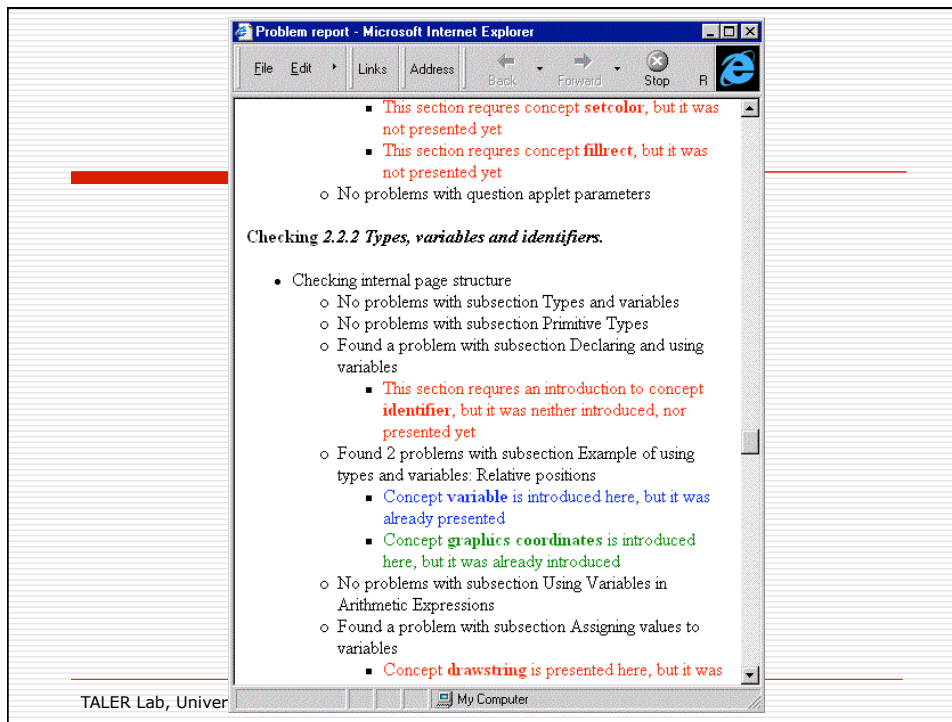 Problem report - Microsoft Internet Explorer
File Edit Links Address Back Forward Stop R
This section requres concept setcolor, but it was
not presented yet
This section requres concept fillrect, but it was
not presented yet
No problems with question applet parameters
Checking 2.2.2 Types, variables and identifiers.
Checking internal page structure
No problems with subsection Types and variables
No problems with subsection Primitive Types
Found a problem with subsection Declaring and using
variables
This section requres an introduction to concept
identifier, but it was neither introduced, nor
presented yet
Found 2 problems with subsection Example of using
types and variables: Relative positions
Concept variable is introduced here, but it was
already presented
Concept graphics coordinates is introduced
here, but it was already introduced
No problems with subsection Using Variables in
Arithmetic Expressions
Found a problem with subsection Assigning values to
variables
Concept drawstring is presented here, but it was
My Computer
TALER Lab, Univer